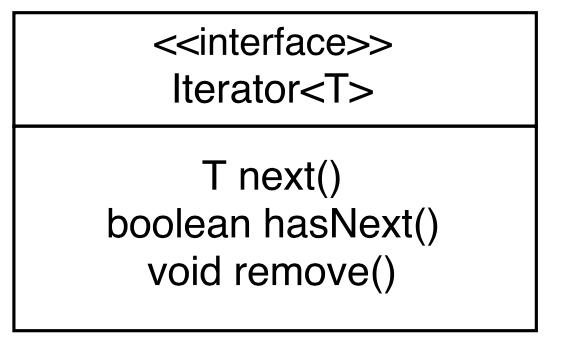 <<interface>>
Iterator<T>
T next()
boolean hasNext()
void remove()